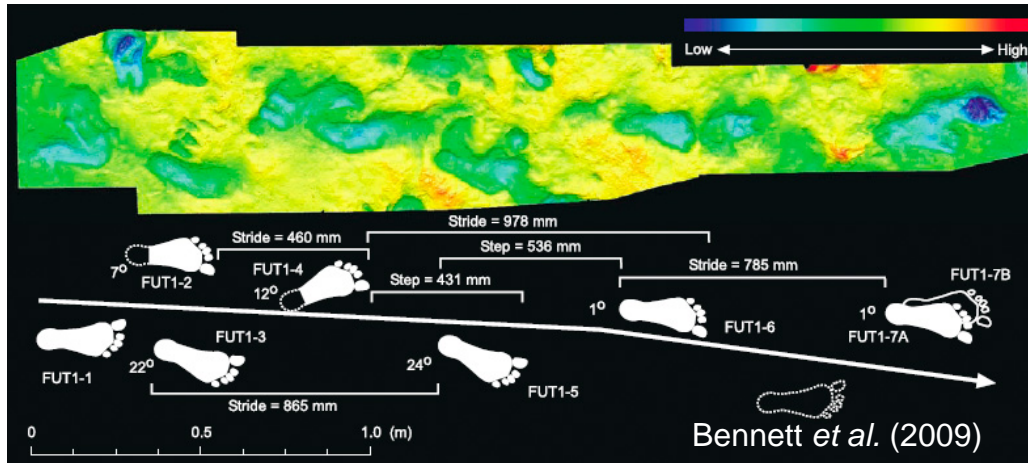 Low High
Stride = 978 mm
Stride = 460 mm
Step = 536 mm
7°
FUT1-2
FUT1-4
12°
Step = 431 mm
Stride = 785 mm
FUT1-7B
1°
FUT1-6
1°
FUT1-7A
FUT1-1
22°
FUT1-3
24°
FUT1-5
Stride = 865 mm
0 0.5 1.0 (m)
Bennett et al. (2009)